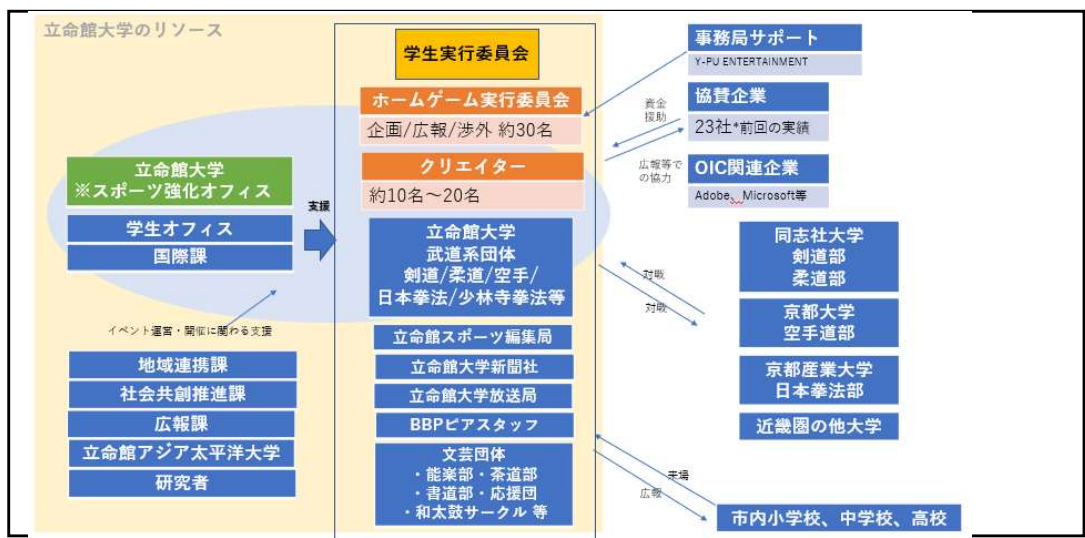 立命館大学のリソース
学生実行委員会
ホームゲーム実行委員会
企画/広報/渉外 約30名
クリエイター
約10名～20名
立命館大学
※スポーツ強化オフィス
学生オフィス
国際課
支援
イベント運営・開催に関わる支援
地域連携課
社会共創推進課
広報課
立命館アジア太平洋大学
研究者
立命館大学
武道系団体
剣道/柔道/空手/
日本拳法/少林寺拳法等
立命館スポーツ編集局
立命館大学新聞社
立命館大学放送局
BBPピアスタッフ
文芸団体
・能楽部・茶道部
・書道部・応援団
・和太鼓サークル 等
事務局サポート
Y-PU ENTERTAINMENT
資金
援助
協賛企業
23社*前回の実績
広報等で
の協力
OIC関連企業
Adobe、Microsoft等
対戦
対戦
同志社大学
剣道部
柔道部
京都大学
空手道部
京都産業大学
日本拳法部
近畿圏の他大学
来場
広報
市内小学校、中学校、高校